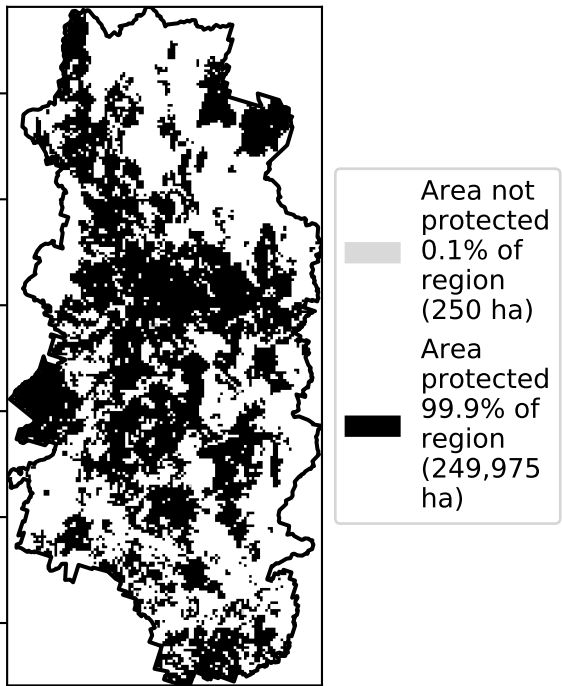 Area not
protected
0.1% of
region
(250 ha)
Area
protected
99.9% of
region
(249,975
ha)